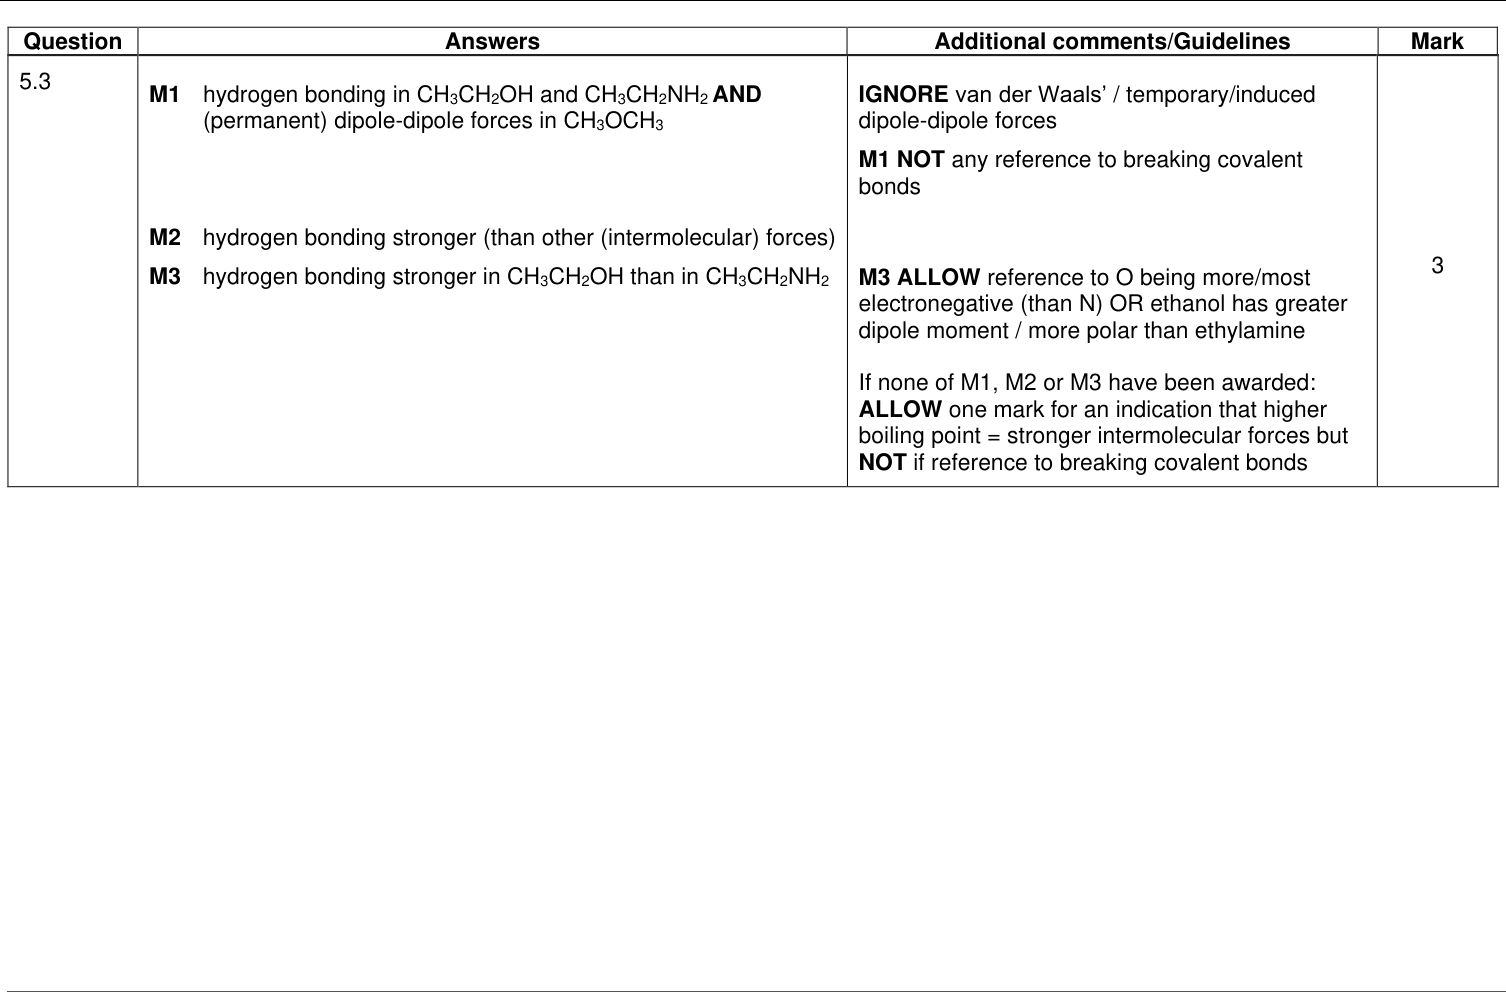 Question Answers Additional comments/Guidelines Mark
5.3
M1 hydrogen bonding in CH₃CH₂OH and CH₃CH₂NH₂ AND
(permanent) dipole-dipole forces in CH₃OCH₃
IGNORE van der Waals’ / temporary/induced
dipole-dipole forces
M1 NOT any reference to breaking covalent
bonds
M2 hydrogen bonding stronger (than other (intermolecular) forces)
M3 hydrogen bonding stronger in CH₃CH₂OH than in CH₃CH₂NH₂
M3 ALLOW reference to O being more/most
electronegative (than N) OR ethanol has greater
dipole moment / more polar than ethylamine
If none of M1, M2 or M3 have been awarded:
ALLOW one mark for an indication that higher
boiling point = stronger intermolecular forces but
NOT if reference to breaking covalent bonds
3